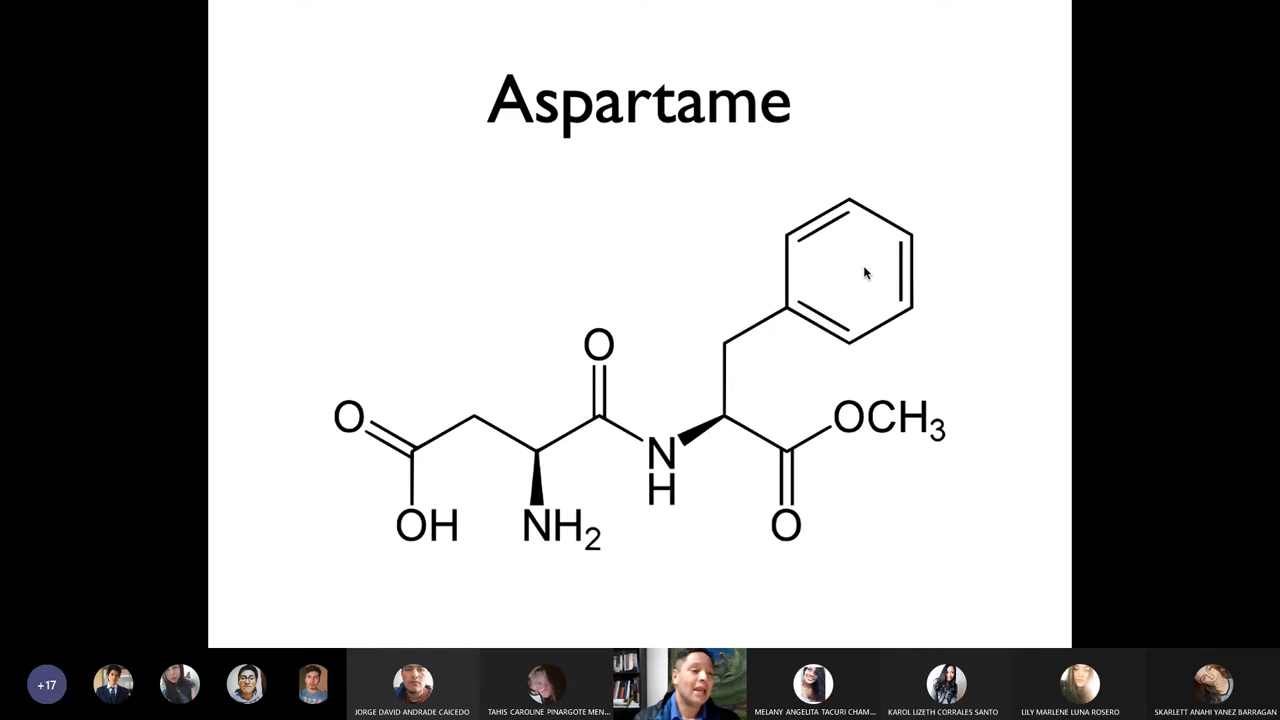 Aspartame
O
O
OCH3
N
H
OH
NH2
O
+17
JORGE DAVID ANDRADE CAICEDO
TAHIS CAROLINE PINARGOTE MEN...
MELANY ANGELITA TACURI CHAM...
KAROL LIZETH CORRALES SANTO
LILY MARLENE LUNA ROSERO
SKARLETT ANAHI YANEZ BARRAGAN